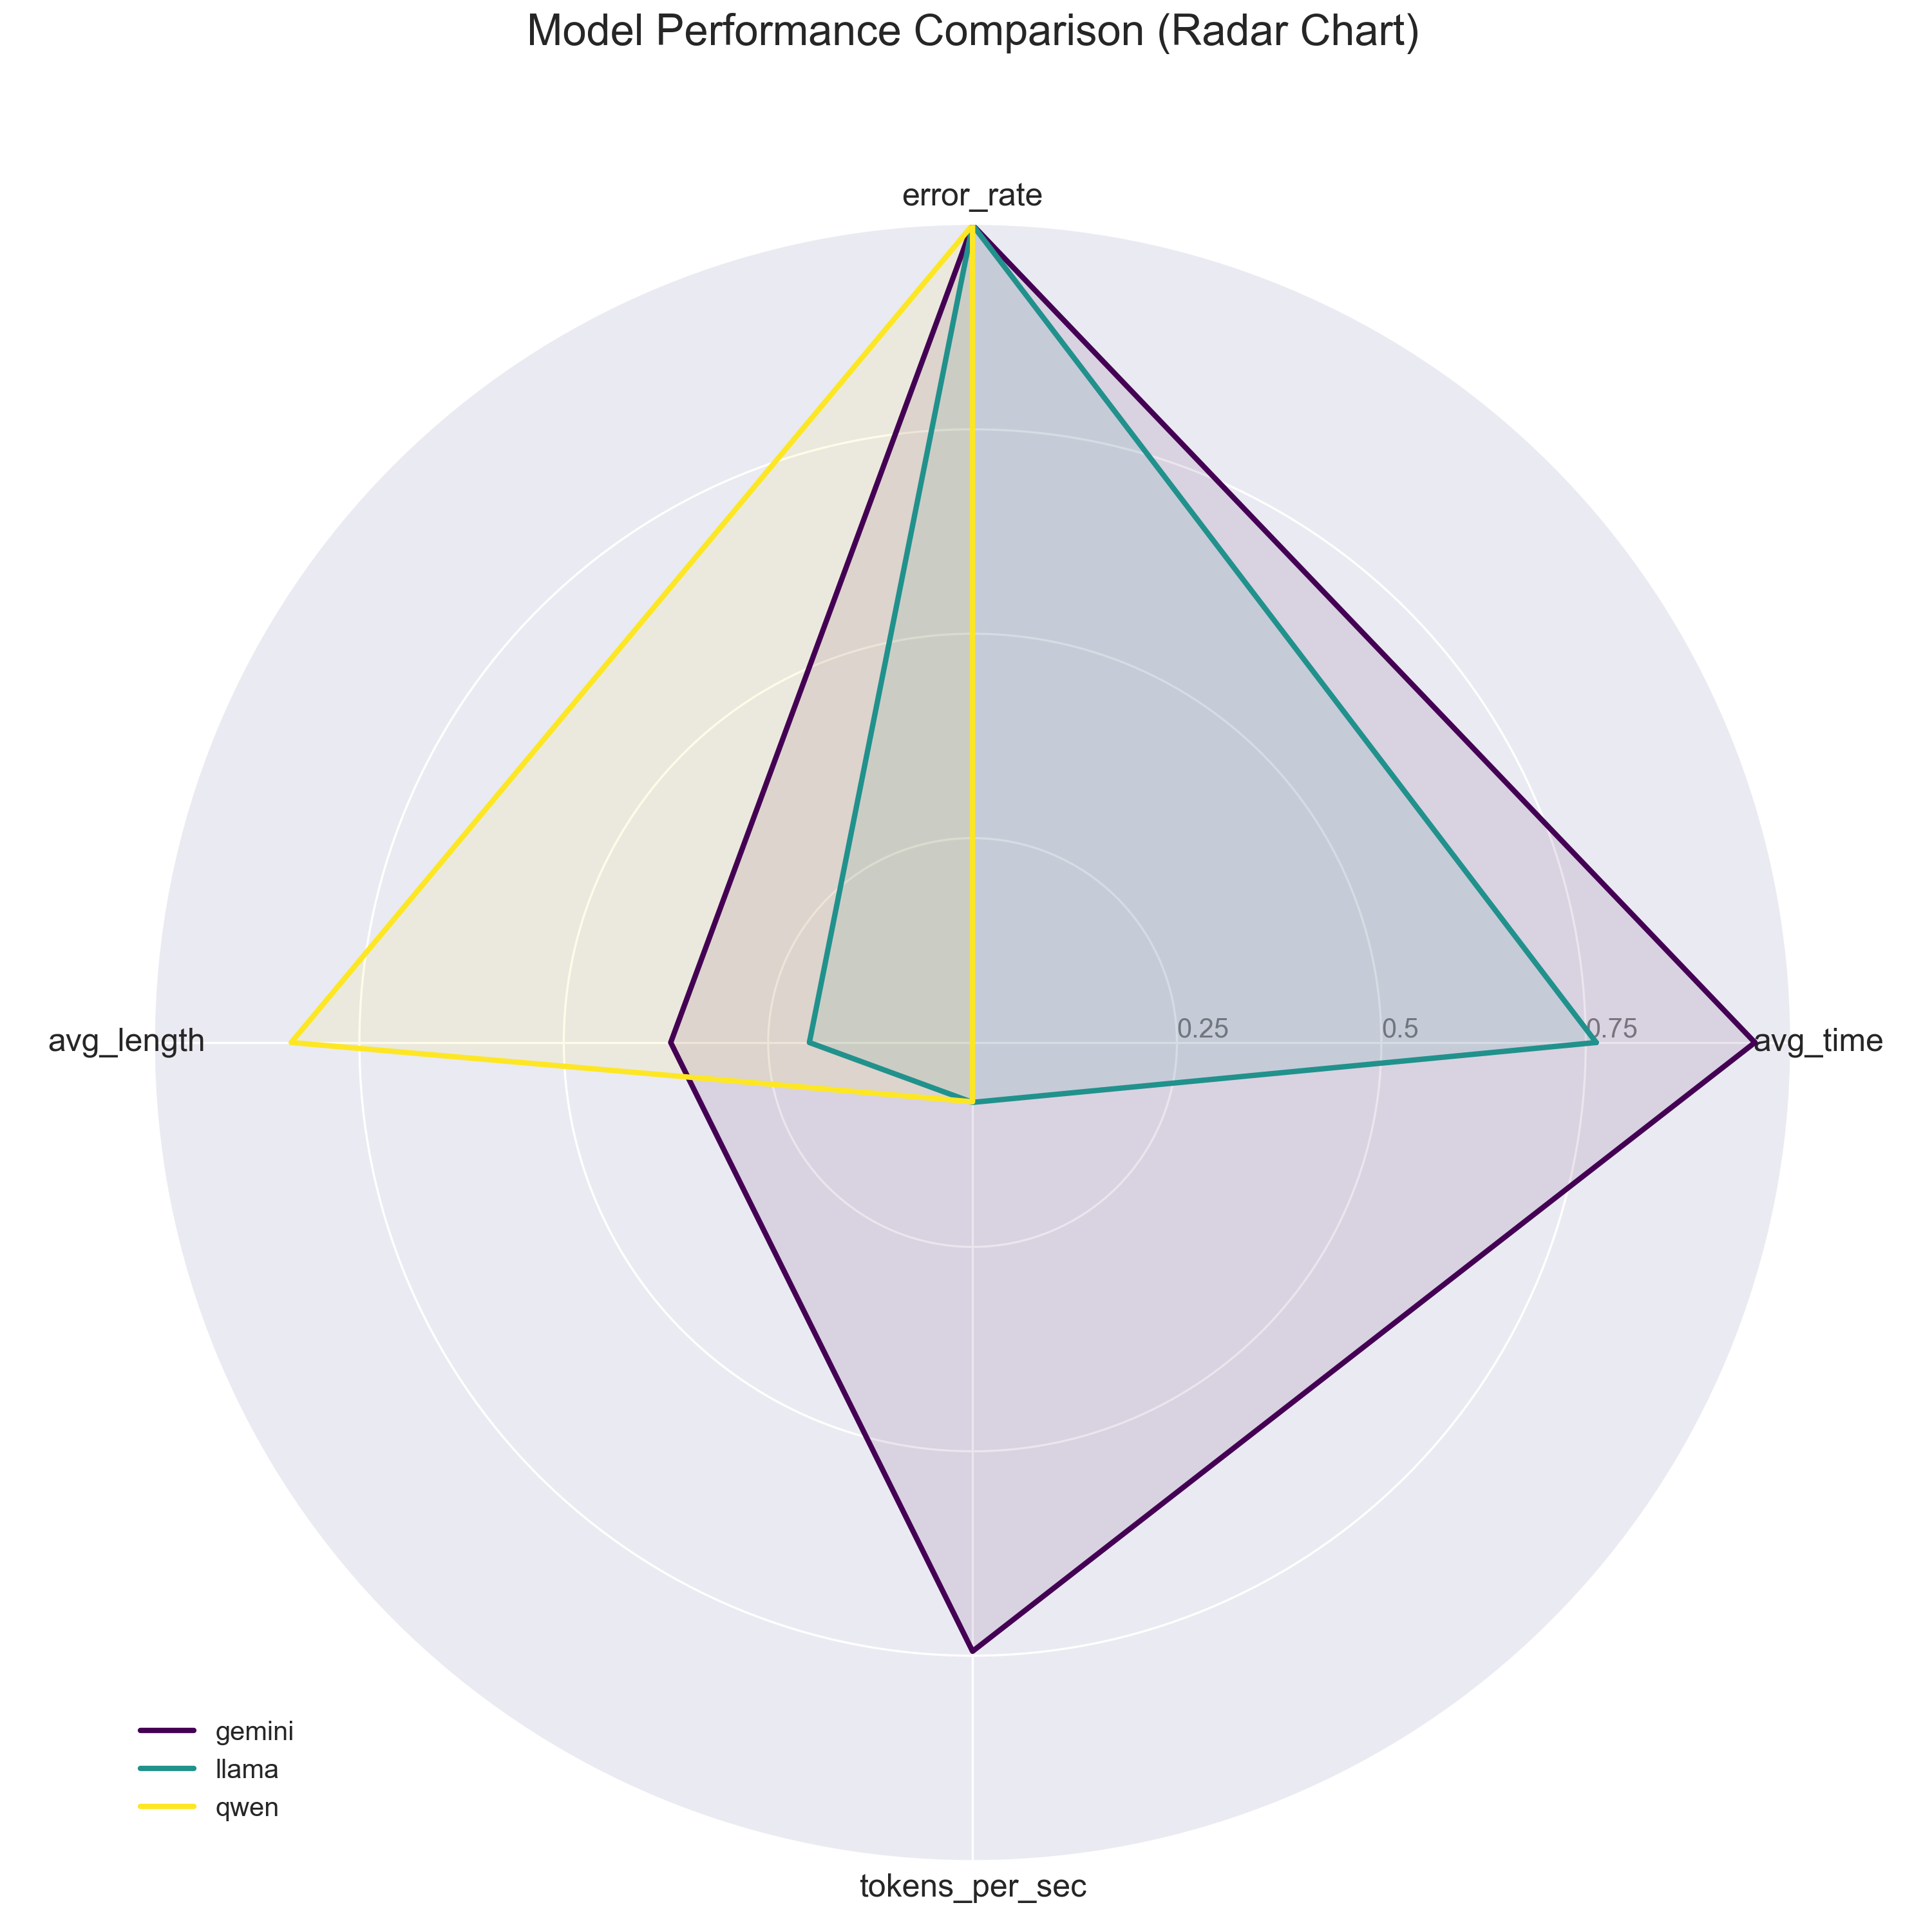 Model Performance Comparison (Radar Chart)
error_rate
avg_length
0.25
0.5
0.75
avg_time
gemini
llama
qwen
tokens_per_sec